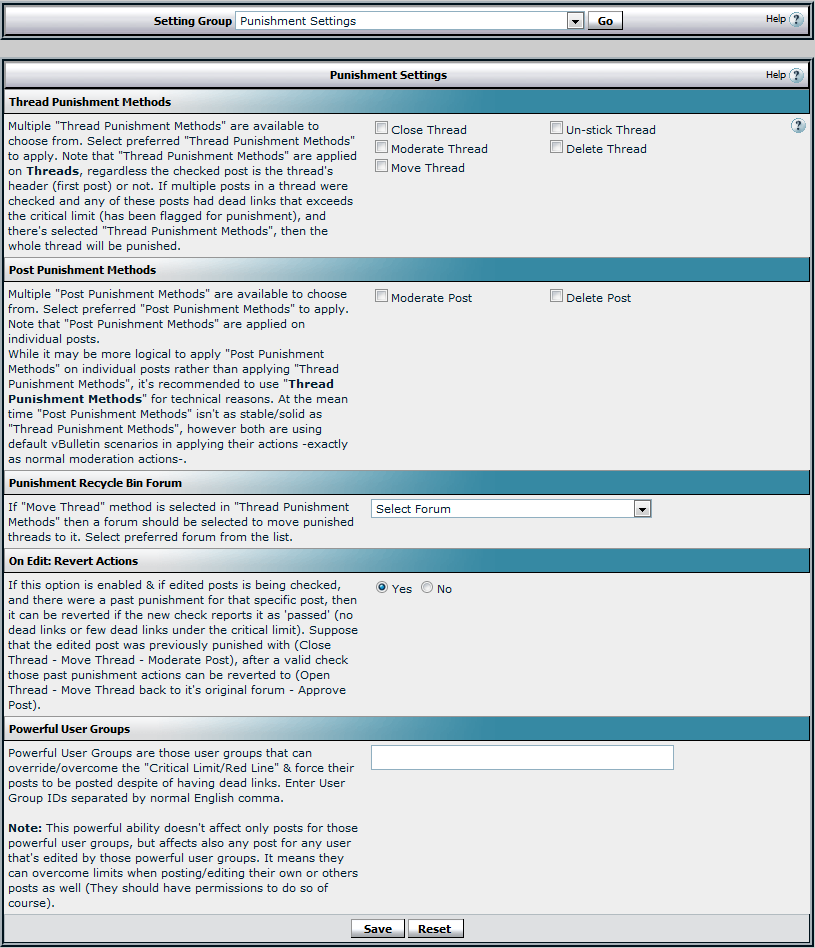 Setting Group Punishment Settings Go Help ?
Punishment Settings Help ?
Thread Punishment Methods
Multiple "Thread Punishment Methods" are available to
choose from. Select preferred "Thread Punishment Methods"
to apply. Note that "Thread Punishment Methods" are applied
on Threads, regardless the checked post is the thread's
header (first post) or not. If multiple posts in a thread were
checked and any of these posts had dead links that exceeds
the critical limit (has been flagged for punishment), and
there's selected "Thread Punishment Methods", then the
whole thread will be punished.
Close Thread Un-stick Thread ?
Moderate Thread Delete Thread
Move Thread
Post Punishment Methods
Multiple "Post Punishment Methods" are available to choose
from. Select preferred "Post Punishment Methods" to apply.
Note that "Post Punishment Methods" are applied on
individual posts.
While it may be more logical to apply "Post Punishment
Methods" on individual posts rather than applying "Thread
Punishment Methods", it's recommended to use "Thread
Punishment Methods" for technical reasons. At the mean
time "Post Punishment Methods" isn't as stable/solid as
"Thread Punishment Methods", however both are using
default vBulletin scenarios in applying their actions -exactly
as normal moderation actions-.
Moderate Post Delete Post
Punishment Recycle Bin Forum
If "Move Thread" method is selected in "Thread Punishment
Methods" then a forum should be selected to move punished
threads to it. Select preferred forum from the list.
Select Forum
On Edit: Revert Actions
If this option is enabled & if edited posts is being checked,
and there were a past punishment for that specific post, then
it can be reverted if the new check reports it as 'passed' (no
dead links or few dead links under the critical limit). Suppose
that the edited post was previously punished with (Close
Thread - Move Thread - Moderate Post), after a valid check
those past punishment actions can be reverted to (Open
Thread - Move Thread back to it's original forum - Approve
Post).
Yes No
Powerful User Groups
Powerful User Groups are those user groups that can
override/overcome the "Critical Limit/Red Line" & force their
posts to be posted despite of having dead links. Enter User
Group IDs separated by normal English comma.
Note: This powerful ability doesn't affect only posts for those
powerful user groups, but affects also any post for any user
that's edited by those powerful user groups. It means they
can overcome limits when posting/editing their own or others
posts as well (They should have permissions to do so of
course).
Save Reset